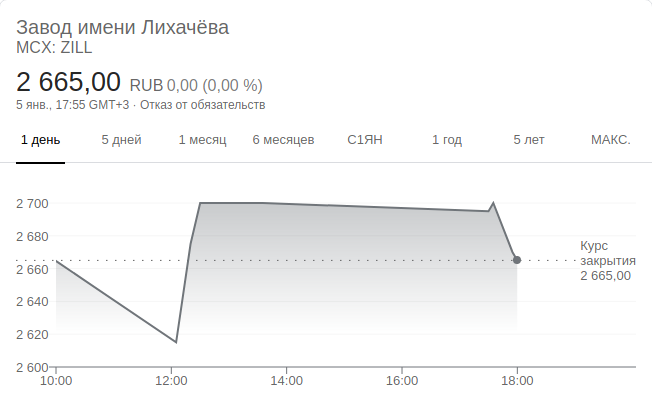 Завод имени Лихачёва
MCX: ZILL
2 665,00 RUB 0,00 (0,00 %)
5 янв., 17:55 GMT+3 · Отказ от обязательств
1 день 5 дней 1 месяц 6 месяцев С1ЯН 1 год 5 лет МАКС.
2 700
2 680
2 660
2 640
2 620
2 600
Курс
закрытия
2 665,00
10:00 12:00 14:00 16:00 18:00